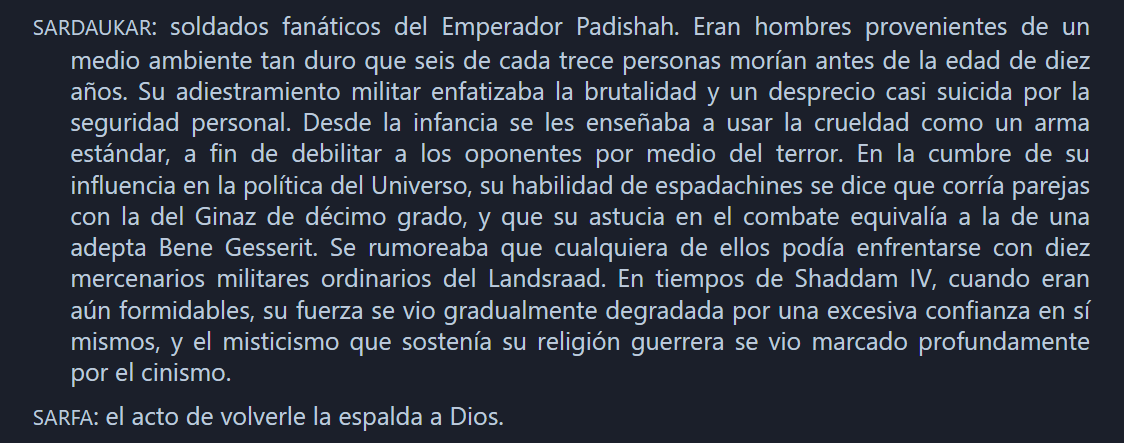 SARDAUKAR: soldados fanáticos del Emperador Padishah. Eran hombres provenientes de un
medio ambiente tan duro que seis de cada trece personas morían antes de la edad de diez
años. Su adiestramiento militar enfatizaba la brutalidad y un desprecio casi suicida por la
seguridad personal. Desde la infancia se les enseñaba a usar la crueldad como un arma
estándar, a fin de debilitar a los oponentes por medio del terror. En la cumbre de su
influencia en la política del Universo, su habilidad de espadachines se dice que corría parejas
con la del Ginaz de décimo grado, y que su astucia en el combate equivalía a la de una
adepta Bene Gesserit. Se rumoreaba que cualquiera de ellos podía enfrentarse con diez
mercenarios militares ordinarios del Landsraad. En tiempos de Shaddam IV, cuando eran
aún formidables, su fuerza se vio gradualmente degradada por una excesiva confianza en sí
mismos, y el misticismo que sostenía su religión guerrera se vio marcado profundamente
por el cinismo.
SARFA: el acto de volverle la espalda a Dios.